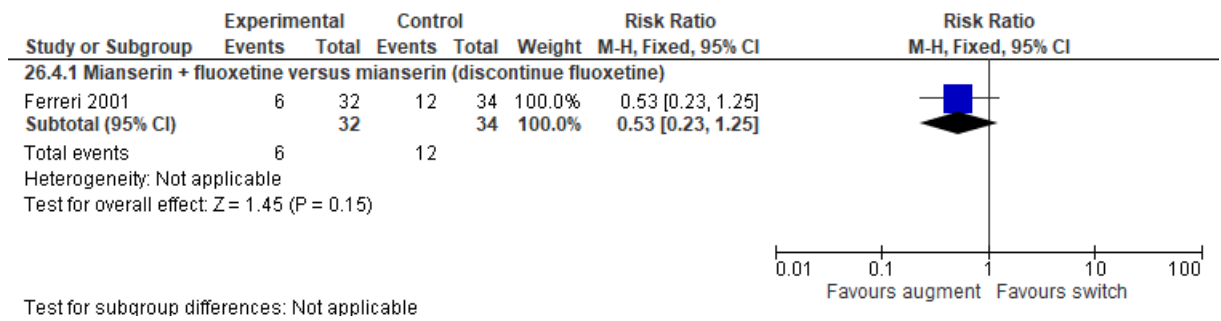 Experimental Control Risk Ratio Risk Ratio
Study or Subgroup Events Total Events Total Weight M-H, Fixed, 95% CI M-H, Fixed, 95% CI
26.4.1 Mianserin + fluoxetine versus mianserin (discontinue fluoxetine)
Ferreri 2001 6 32 12 34 100.0% 0.53 [0.23, 1.25]
Subtotal (95% CI) 32 34 100.0% 0.53 [0.23, 1.25]
Total events 6 12
Heterogeneity: Not applicable
Test for overall effect: Z = 1.45 (P = 0.15)
0.01 0.1 1 10 100
Favours augment Favours switch
Test for subgroup differences: Not applicable